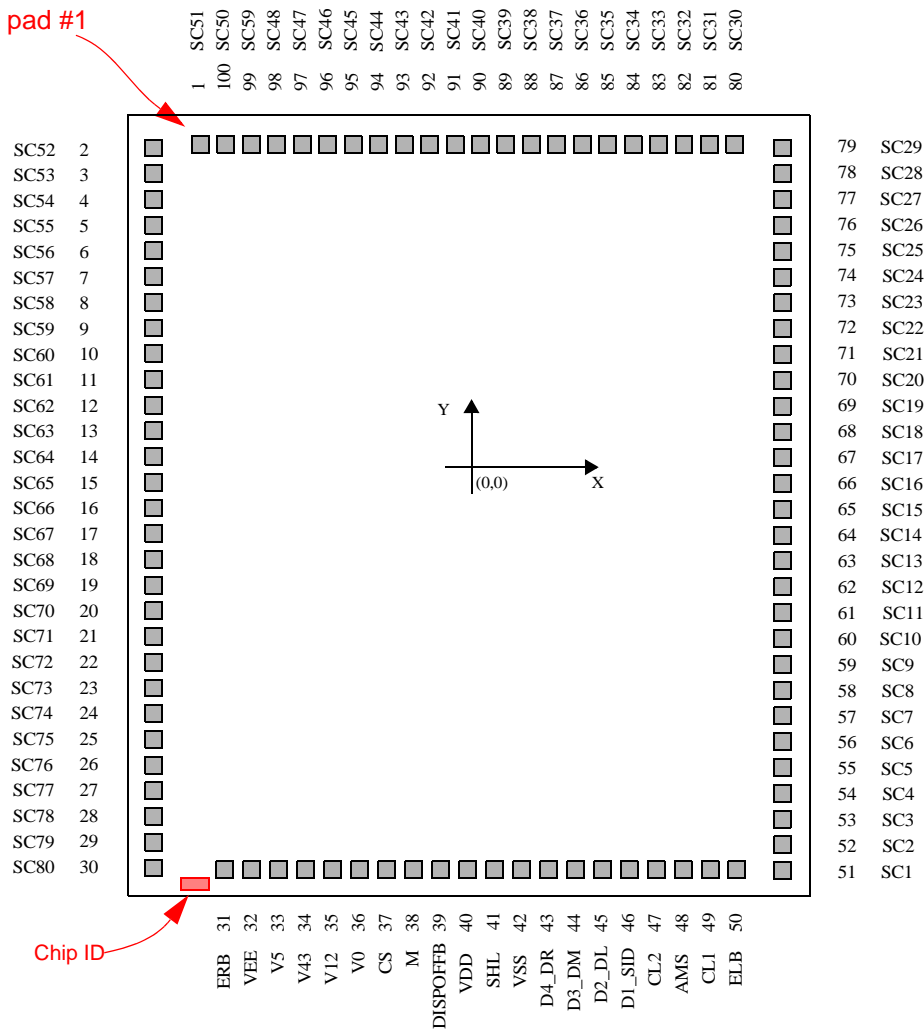 pad #1
1 SC51
100 SC50
99 SC59
98 SC48
97 SC47
96 SC46
95 SC45
94 SC44
93 SC43
92 SC42
91 SC41
90 SC40
89 SC39
88 SC38
87 SC37
86 SC36
85 SC35
84 SC34
83 SC33
82 SC32
81 SC31
80 SC30
SC52 2
SC53 3
SC54 4
SC55 5
SC56 6
SC57 7
SC58 8
SC59 9
SC60 10
SC61 11
SC62 12
SC63 13
SC64 14
SC65 15
SC66 16
SC67 17
SC68 18
SC69 19
SC70 20
SC71 21
SC72 22
SC73 23
SC74 24
SC75 25
SC76 26
SC77 27
SC78 28
SC79 29
SC80 30
Y
(0,0)
X
79 SC29
78 SC28
77 SC27
76 SC26
75 SC25
74 SC24
73 SC23
72 SC22
71 SC21
70 SC20
69 SC19
68 SC18
67 SC17
66 SC16
65 SC15
64 SC14
63 SC13
62 SC12
61 SC11
60 SC10
59 SC9
58 SC8
57 SC7
56 SC6
55 SC5
54 SC4
53 SC3
52 SC2
51 SC1
Chip ID
ERB 31
VEE 32
V5 33
V43 34
V12 35
V0 36
CS 37
M 38
DISPOFFB 39
VDD 40
SHL 41
VSS 42
D4_DR 43
D3_DM 44
D2_DL 45
D1_SID 46
CL2 47
AMS 48
CL1 49
ELB 50